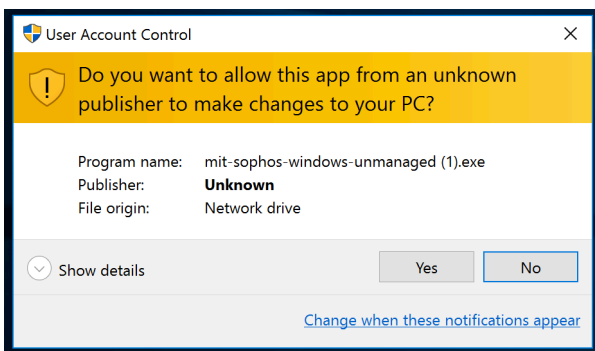 User Account Control
Do you want to allow this app from an unknown
publisher to make changes to your PC?
Program name: mit-sophos-windows-unmanaged (1).exe
Publisher: Unknown
File origin: Network drive
Show details
Yes No
Change when these notifications appear